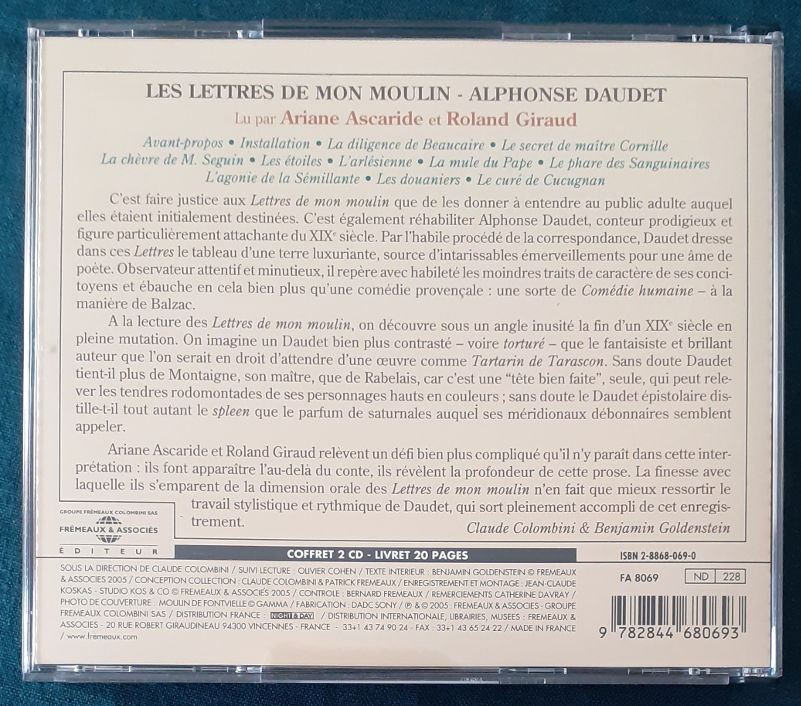 LES LETTRES DE MON MOULIN - ALPHONSE DAUDET
Lu par Ariane Ascaride et Roland Giraud
Avant-propos • Installation • La diligence de Beaucaire • Le secret de maître Cornille
La chèvre de M. Seguin • Les étoiles • L'arlésienne • La mule du Pape • Le phare des Sanguinaires
L'agonie de la Sémillante • Les douaniers • Le curé de Cucugnan
C'est faire justice aux Lettres de mon moulin que de les donner à entendre au public adulte auquel
elles étaient initialement destinées. C'est également réhabiliter Alphonse Daudet, conteur prodigieux et
figure particulièrement attachante du XIXe siècle. Par l'habile procédé de la correspondance, Daudet dresse
dans ces Lettres le tableau d'une terre luxuriante, source d'intarissables émerveillements pour une âme de
poète. Observateur attentif et minutieux, il repère avec habileté les moindres traits de caractère de ses conci-
toyens et ébauche en cela bien plus qu'une comédie provençale : une sorte de Comédie humaine – à la
manière de Balzac.
A la lecture des Lettres de mon moulin, on découvre sous un angle inusité la fin d'un XIXe siècle en
pleine mutation. On imagine un Daudet bien plus contrasté – voire torturé – que le fantaisiste et brillant
auteur que l'on serait en droit d'attendre d'une œuvre comme Tartarin de Tarascon. Sans doute Daudet
tient-il plus de Montaigne, son maître, que de Rabelais, car c'est une “tête bien faite”, seule, qui peut rele-
ver les tendres rodomontades de ses personnages hauts en couleurs ; sans doute le Daudet épistolaire dis-
tille-t-il tout autant le spleen que le parfum de saturnales auquel ses méridionaux débonnaires semblent
appeler.
Ariane Ascaride et Roland Giraud relèvent un défi bien plus compliqué qu'il n'y paraît dans cette inter-
prétation : ils font apparaître l'au-delà du conte, ils révèlent la profondeur de cette prose. La finesse avec
laquelle ils s'emparent de la dimension orale des Lettres de mon moulin n'en fait que mieux ressortir le
travail stylistique et rythmique de Daudet, qui sort pleinement accompli de cet enregis-
trement.
Claude Colombini & Benjamin Goldenstein
GROUPE FRÉMEAUX COLOMBINI SAS
FRÉMEAUX & ASSOCIÉS
ÉDITEUR
COFFRET 2 CD - LIVRET 20 PAGES
ISBN 2-8868-069-0
SOUS LA DIRECTION DE CLAUDE COLOMBINI / SUIVI LECTURE : OLIVIER COHEN / TEXTE INTERIEUR : BENJAMIN GOLDENSTEIN © FREMEAUX
& ASSOCIES 2005 / CONCEPTION COLLECTION : CLAUDE COLOMBINI & PATRICK FREMEAUX / ENREGISTREMENT ET MONTAGE : JEAN-CLAUDE
KOSKAS - STUDIO KOS & CO © FREMEAUX & ASSOCIÉS 2005 / CONTROLE : BERNARD FREMEAUX / REMERCIEMENTS CATHERINE DAVRAY /
PHOTO DE COUVERTURE : MOULIN DE FONTVIELLE © GAMMA / FABRICATION : DADC SONY / ℗ & © 2005 : FREMEAUX & ASSOCIES - GROUPE
FREMEAUX COLOMBINI SAS / DISTRIBUTION FRANCE : NIGHT & DAY / DISTRIBUTION INTERNATIONALE, LIBRAIRIES, MUSEES : FREMEAUX &
ASSOCIES - 20 RUE ROBERT GIRAUDINEAU 94300 VINCENNES - FRANCE - 33+1 43 74 90 24 - FAX : 33+1 43 65 24 22 / MADE IN FRANCE
/ www.fremeaux.com
FA 8069
ND 228
9 782844 680693